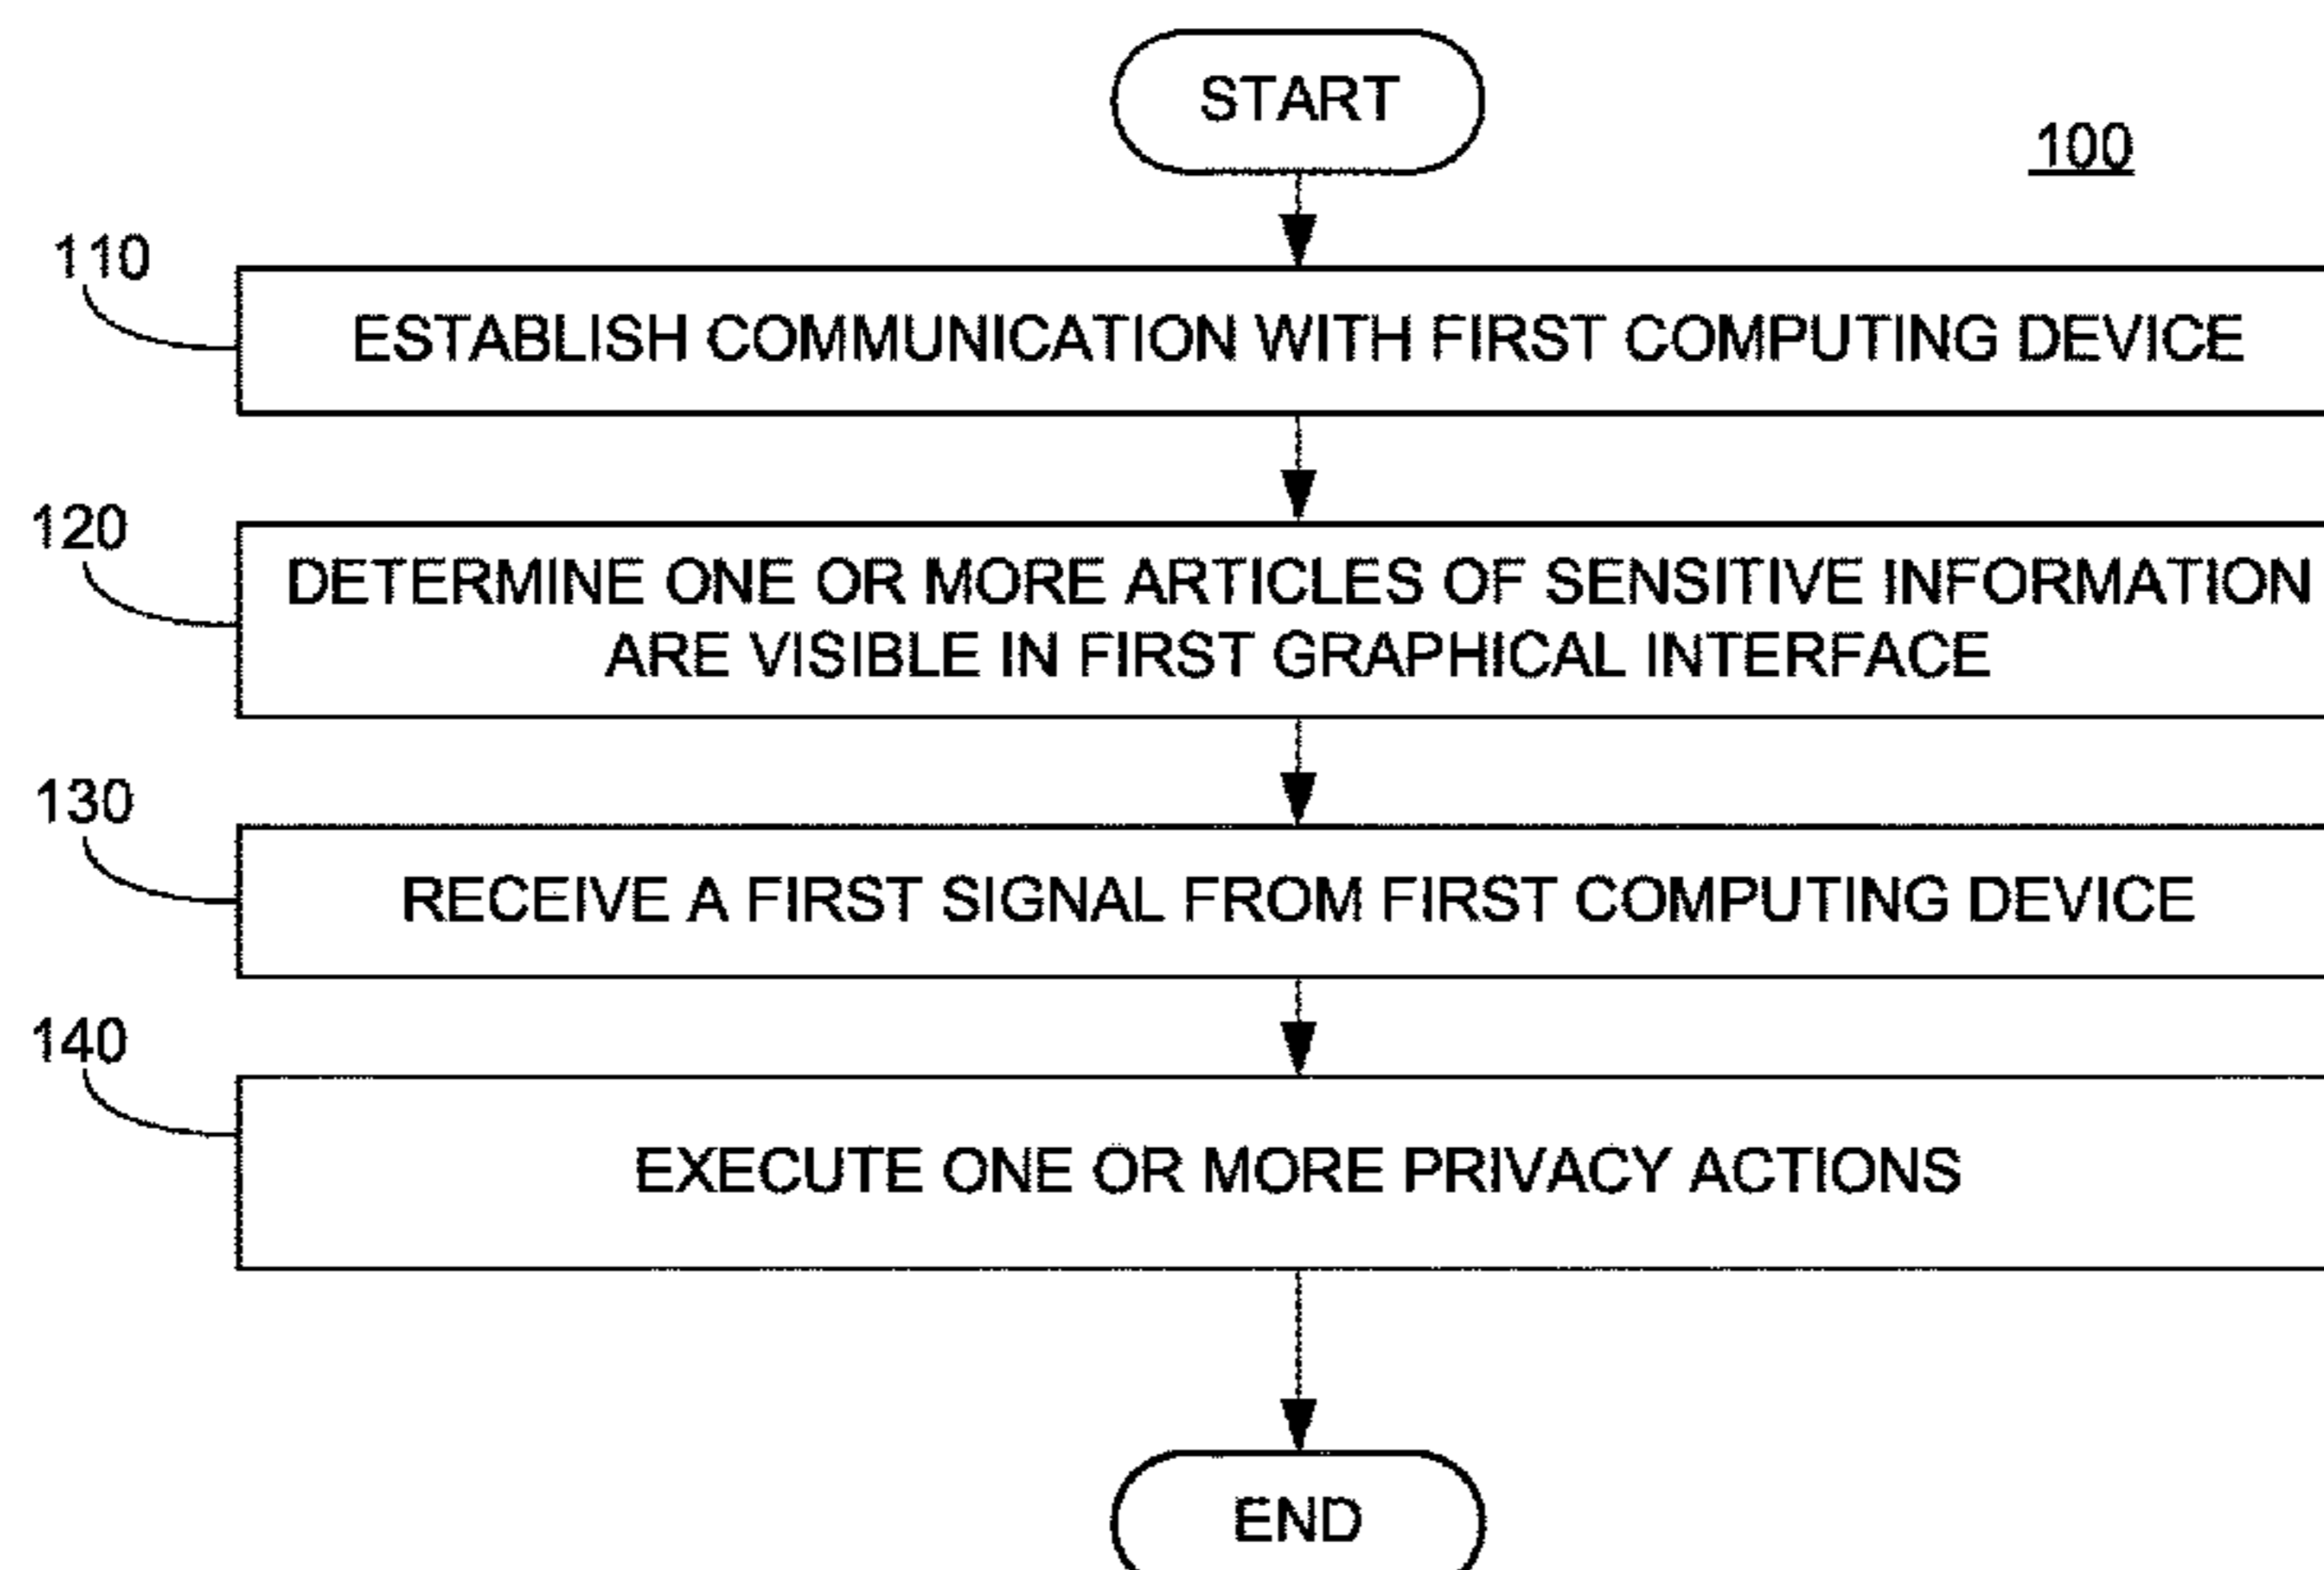 START
100
110
ESTABLISH COMMUNICATION WITH FIRST COMPUTING DEVICE
120
DETERMINE ONE OR MORE ARTICLES OF SENSITIVE INFORMATION
ARE VISIBLE IN FIRST GRAPHICAL INTERFACE
130
RECEIVE A FIRST SIGNAL FROM FIRST COMPUTING DEVICE
140
EXECUTE ONE OR MORE PRIVACY ACTIONS
END